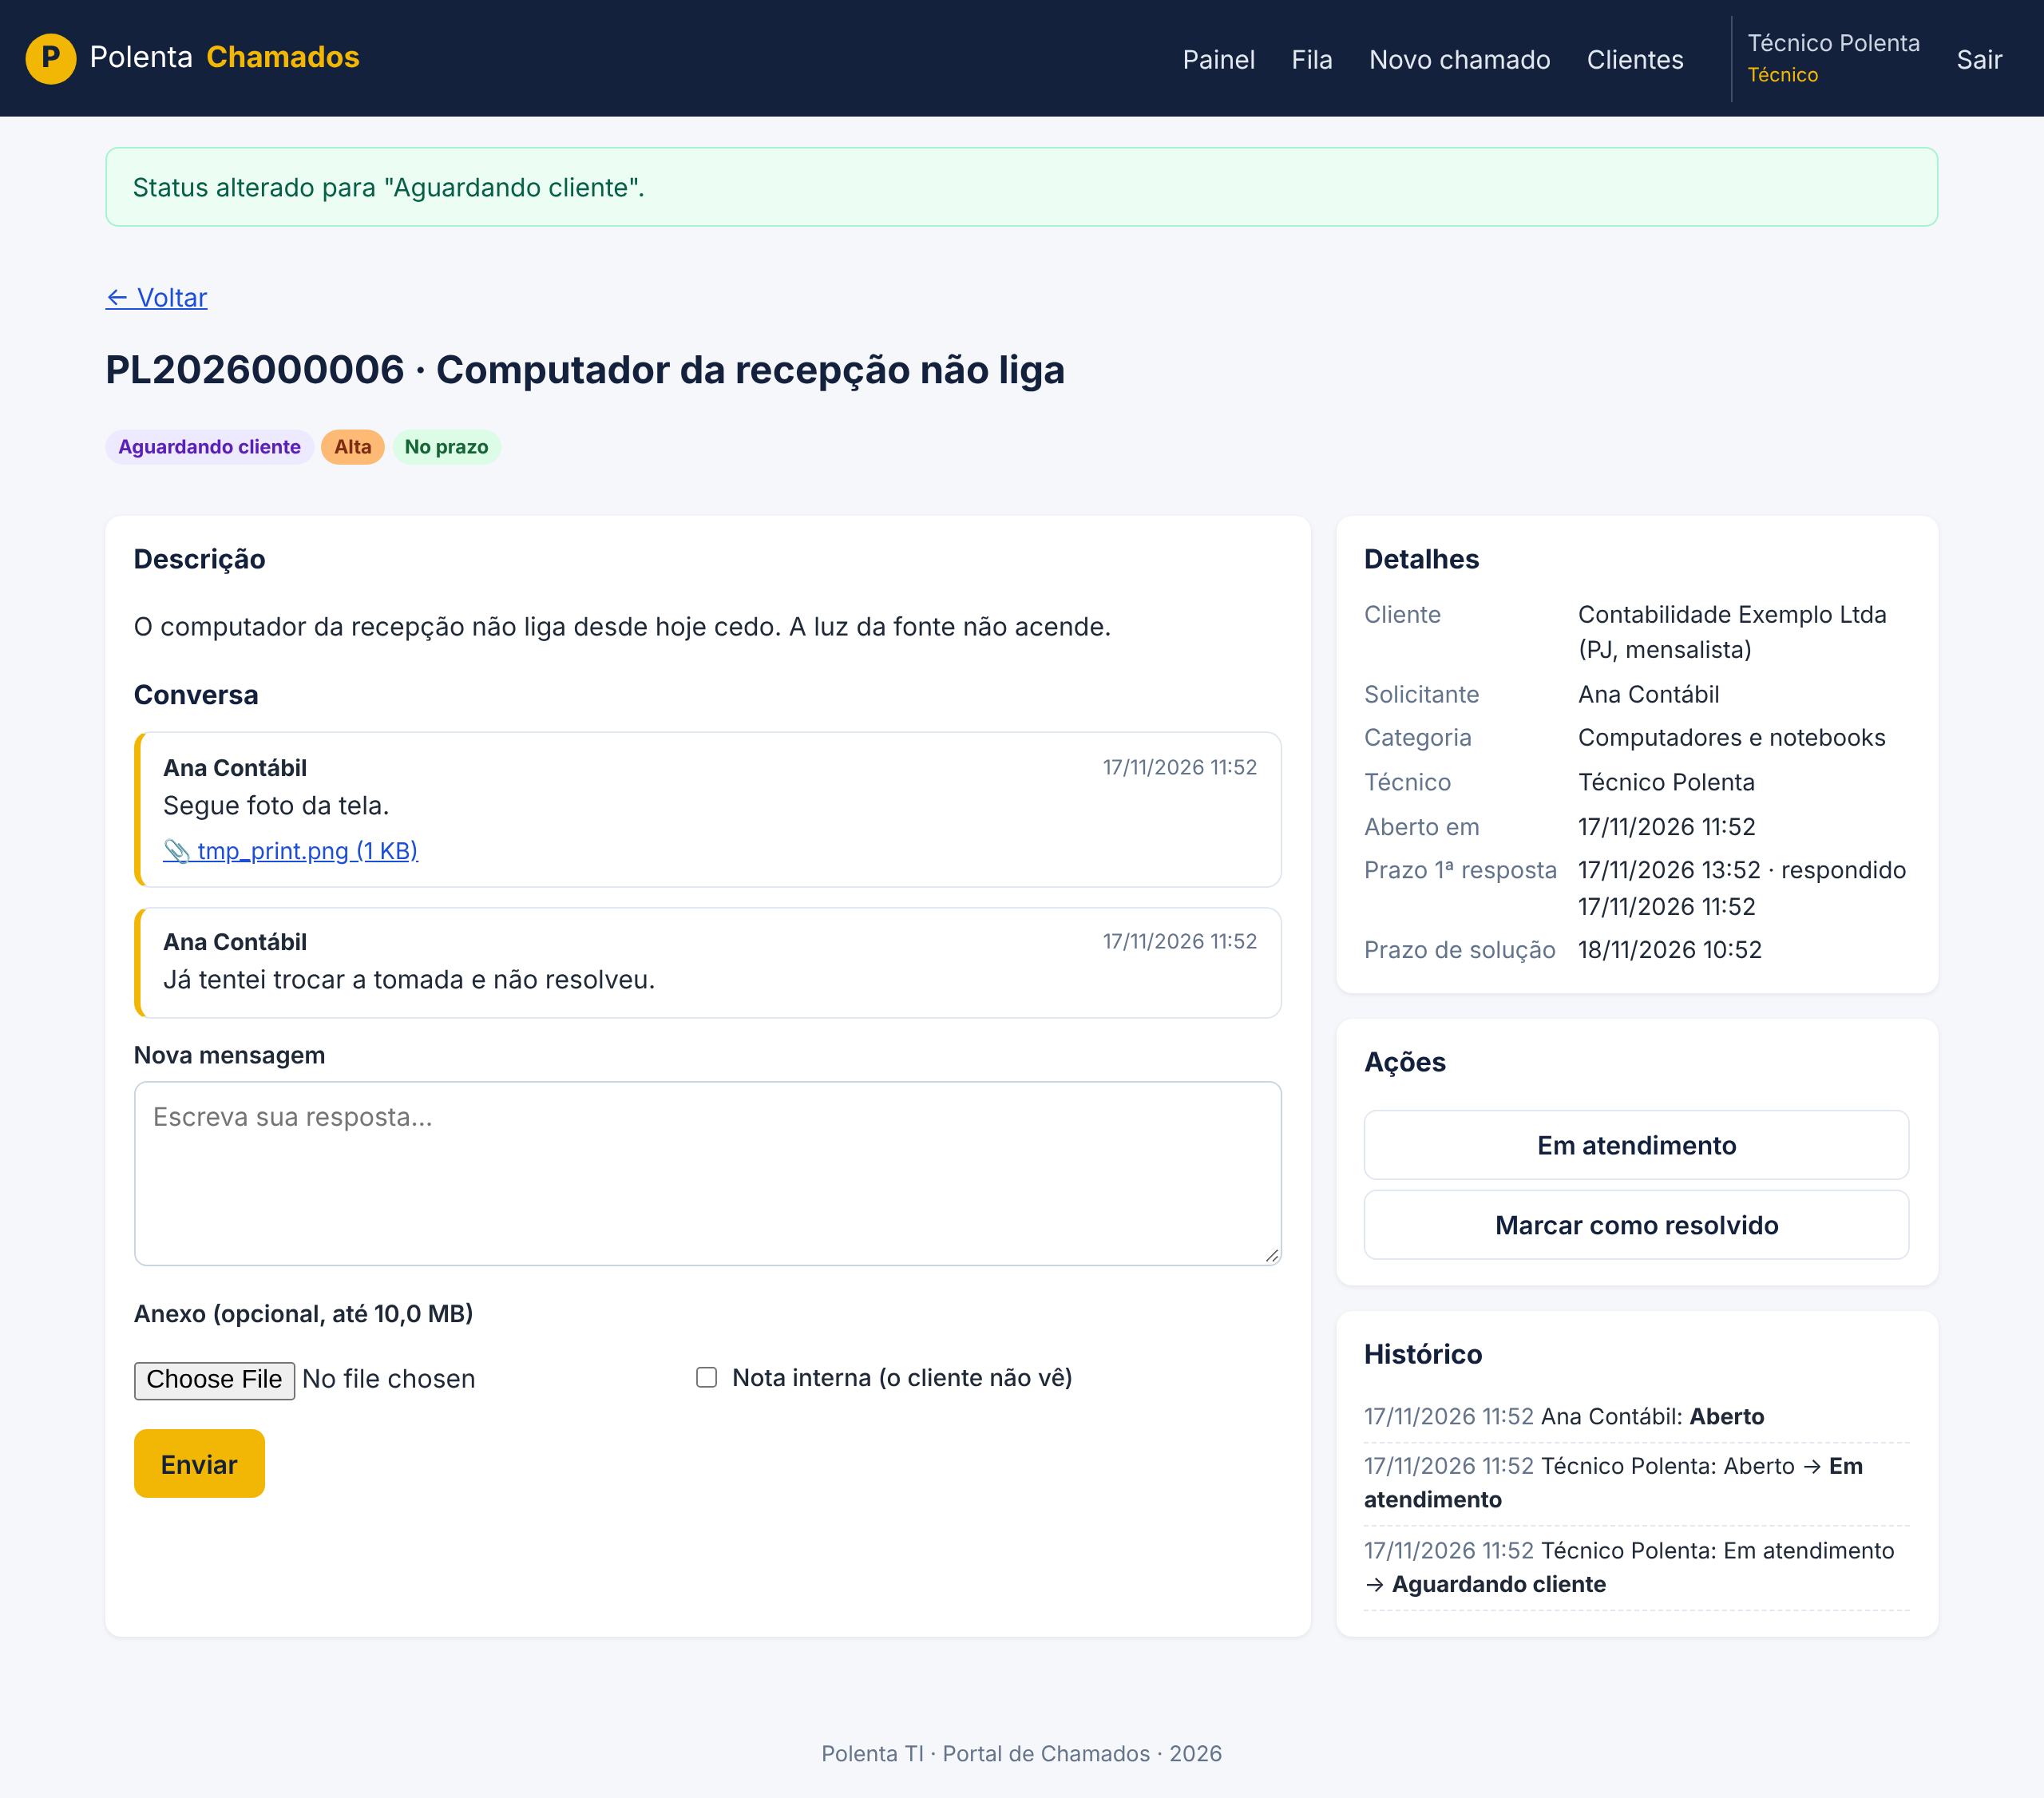 P Polenta Chamados
Painel Fila Novo chamado Clientes
Técnico Polenta
Técnico
Sair
Status alterado para "Aguardando cliente".
← Voltar
PL2026000006 · Computador da recepção não liga
Aguardando cliente Alta No prazo
Descrição
O computador da recepção não liga desde hoje cedo. A luz da fonte não acende.
Conversa
Ana Contábil 17/11/2026 11:52
Segue foto da tela.
📎 tmp_print.png (1 KB)
Ana Contábil 17/11/2026 11:52
Já tentei trocar a tomada e não resolveu.
Nova mensagem
Escreva sua resposta...
Anexo (opcional, até 10,0 MB)
Choose File No file chosen
Nota interna (o cliente não vê)
Enviar
Detalhes
Cliente Contabilidade Exemplo Ltda
(PJ, mensalista)
Solicitante Ana Contábil
Categoria Computadores e notebooks
Técnico Técnico Polenta
Aberto em 17/11/2026 11:52
Prazo 1ª resposta 17/11/2026 13:52 · respondido
17/11/2026 11:52
Prazo de solução 18/11/2026 10:52
Ações
Em atendimento
Marcar como resolvido
Histórico
17/11/2026 11:52 Ana Contábil: Aberto
17/11/2026 11:52 Técnico Polenta: Aberto → Em
atendimento
17/11/2026 11:52 Técnico Polenta: Em atendimento
→ Aguardando cliente
Polenta TI · Portal de Chamados · 2026